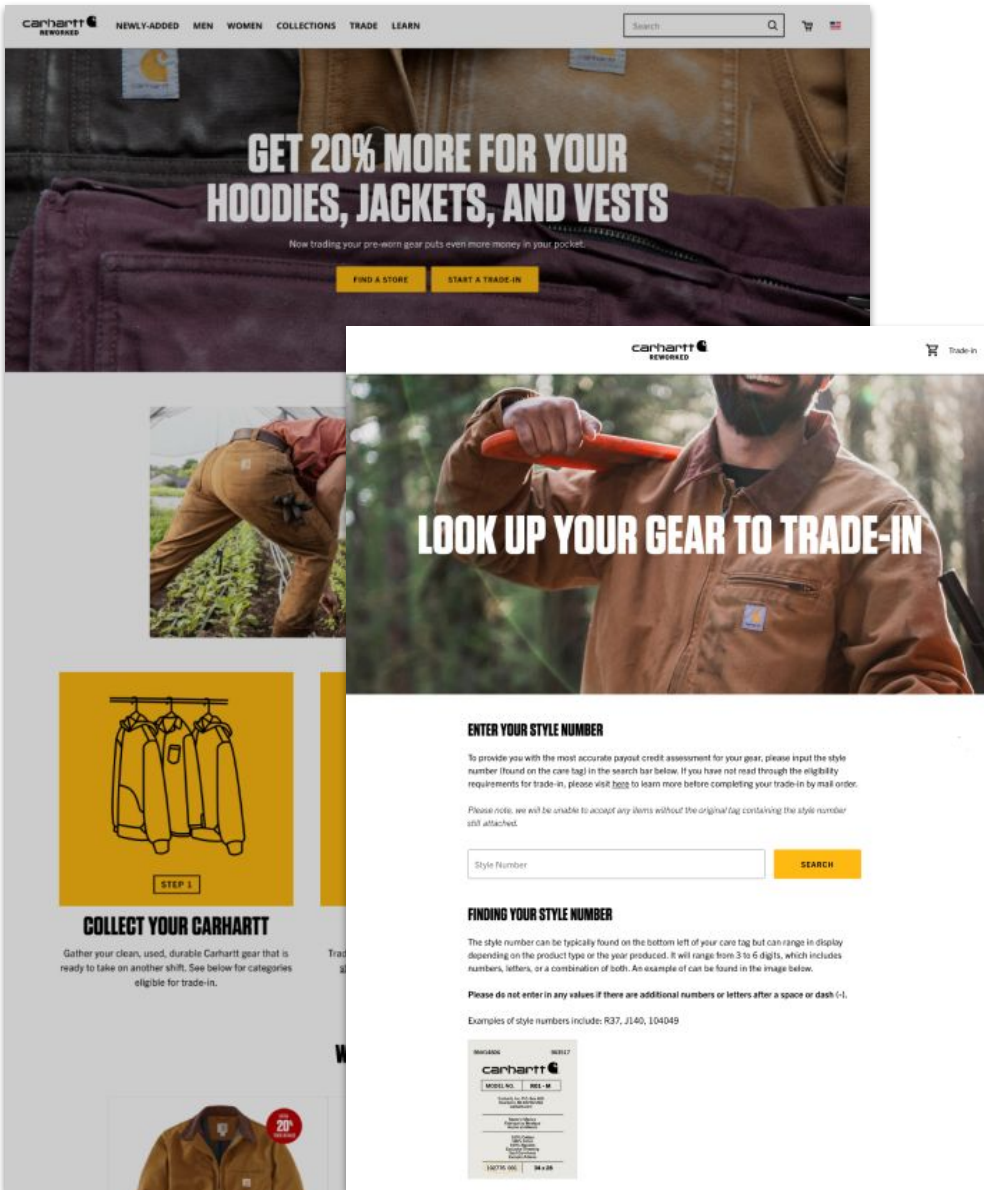 carhartt
REWORKED
NEWLY-ADDED MEN WOMEN COLLECTIONS TRADE LEARN
Search
GET 20% MORE FOR YOUR
HOODIES, JACKETS, AND VESTS
Now trading your pre-worn gear puts even more money in your pocket.
FIND A STORE START A TRADE-IN
STEP 1
COLLECT YOUR CARHARTT
Gather your clean, used, durable Carhartt gear that is
ready to take on another shift. See below for categories
eligible for trade-in.
20%
carhartt
REWORKED
Trade-in
LOOK UP YOUR GEAR TO TRADE-IN
ENTER YOUR STYLE NUMBER
To provide you with the most accurate payout credit assessment for your gear, please input the style
number (found on the care tag) in the search bar below. If you have not read through the eligibility
requirements for trade-in, please visit here to learn more before completing your trade-in by mail order.
Please note, we will be unable to accept any items without the original tag containing the style number
still attached.
Style Number
SEARCH
FINDING YOUR STYLE NUMBER
The style number can be typically found on the bottom left of your care tag but can range in display
depending on the product type or the year produced. It will range from 3 to 6 digits, which includes
numbers, letters, or a combination of both. An example of can be found in the image below.
Please do not enter in any values if there are additional numbers or letters after a space or dash (-).
Examples of style numbers include: R37, J140, 104049
carhartt
MODEL NO. R01 - M
34 x 28